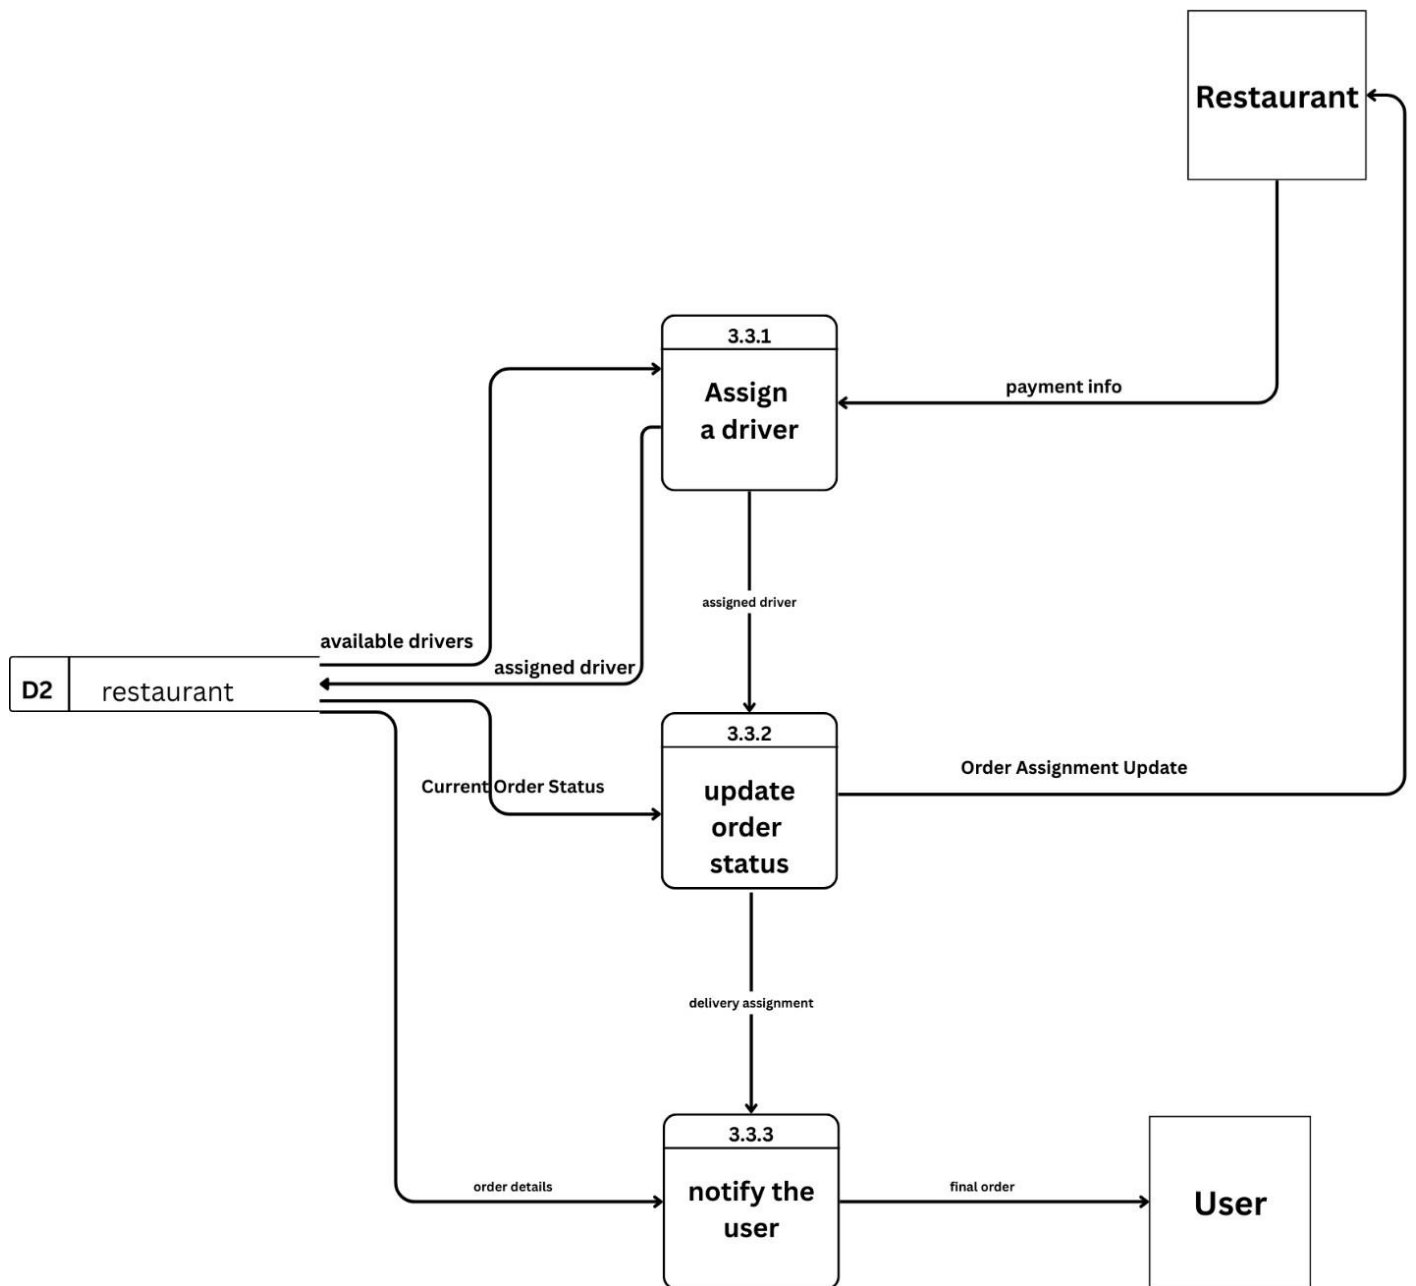 Restaurant
3.3.1
Assign
a driver
payment info
assigned driver
available drivers
assigned driver
D2
restaurant
3.3.2
update
order
status
Order Assignment Update
Current Order Status
delivery assignment
3.3.3
notify the
user
order details
final order
User